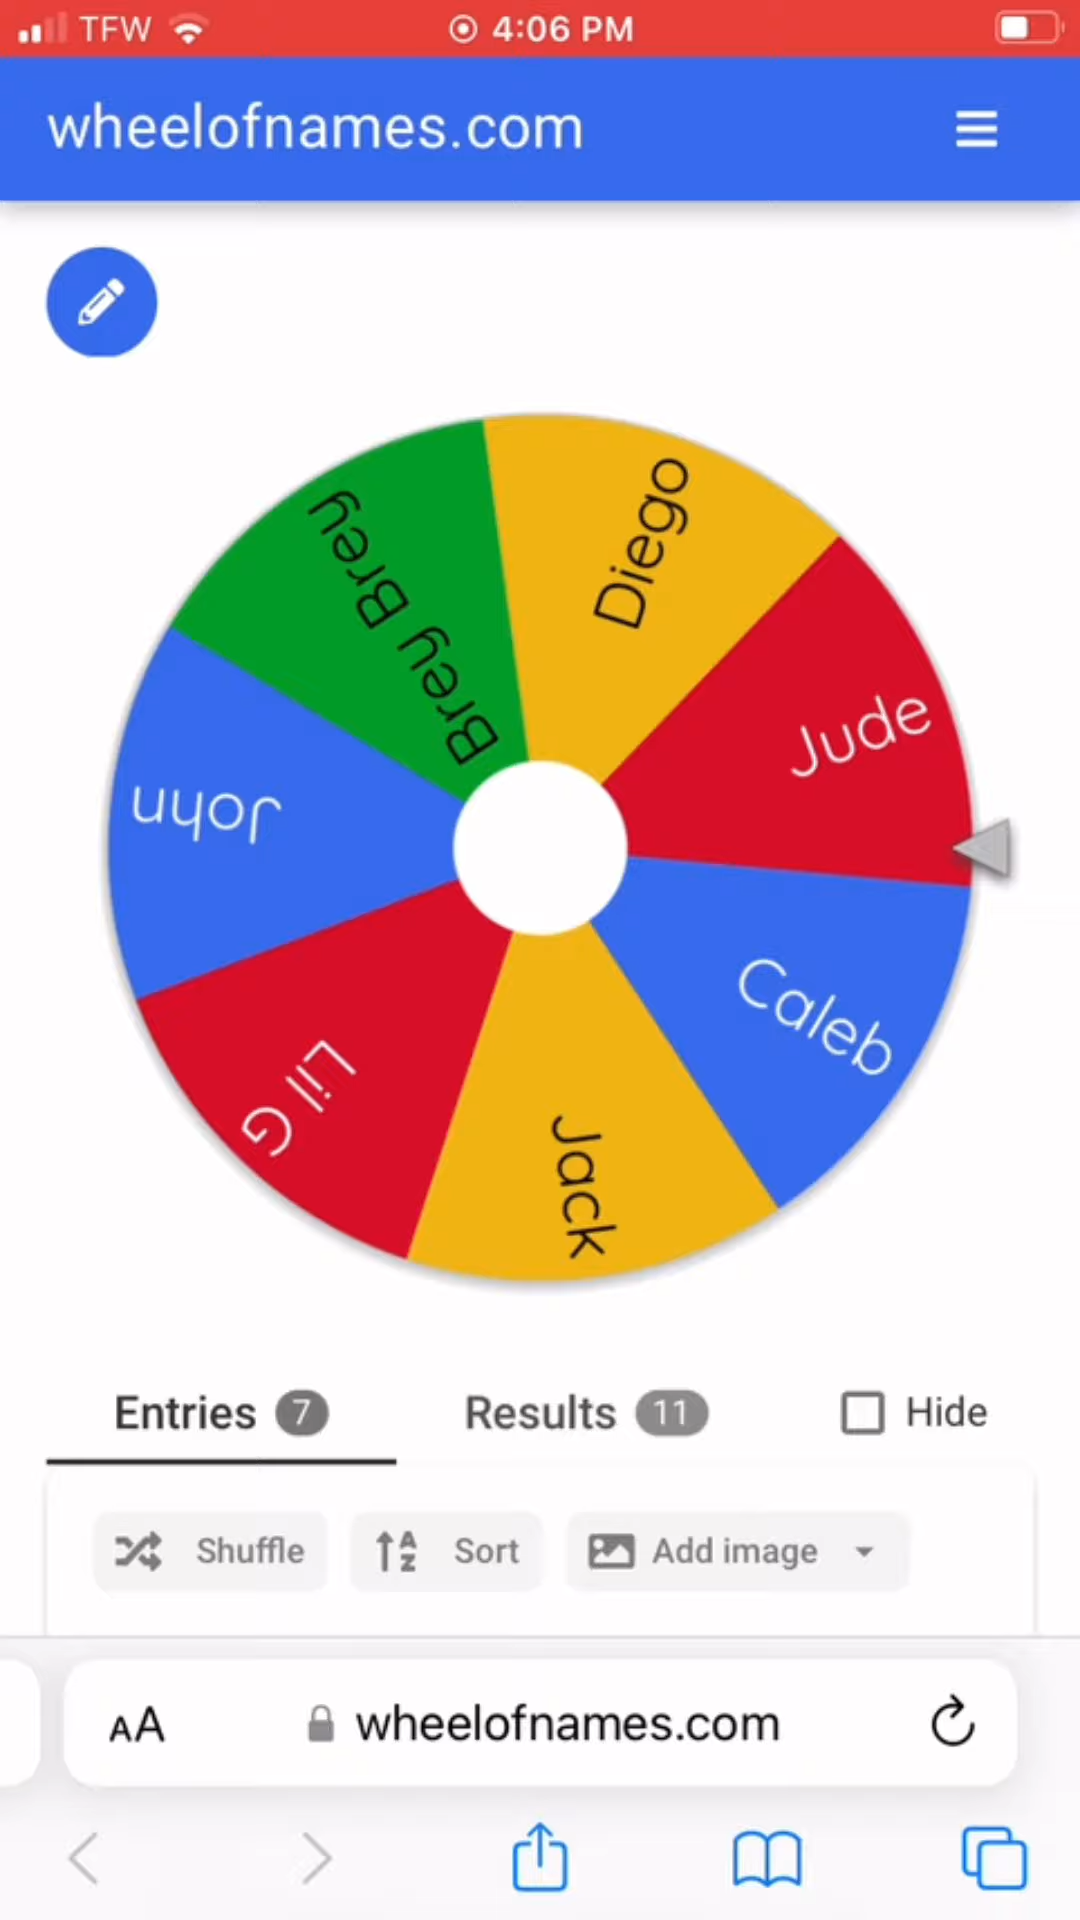 TFW 4:06 PM
wheelofnames.com
Diego
Brey Brey
Jude
John
Caleb
Lil G
Jack
Entries 7 Results 11 Hide
Shuffle Sort Add image
AA wheelofnames.com